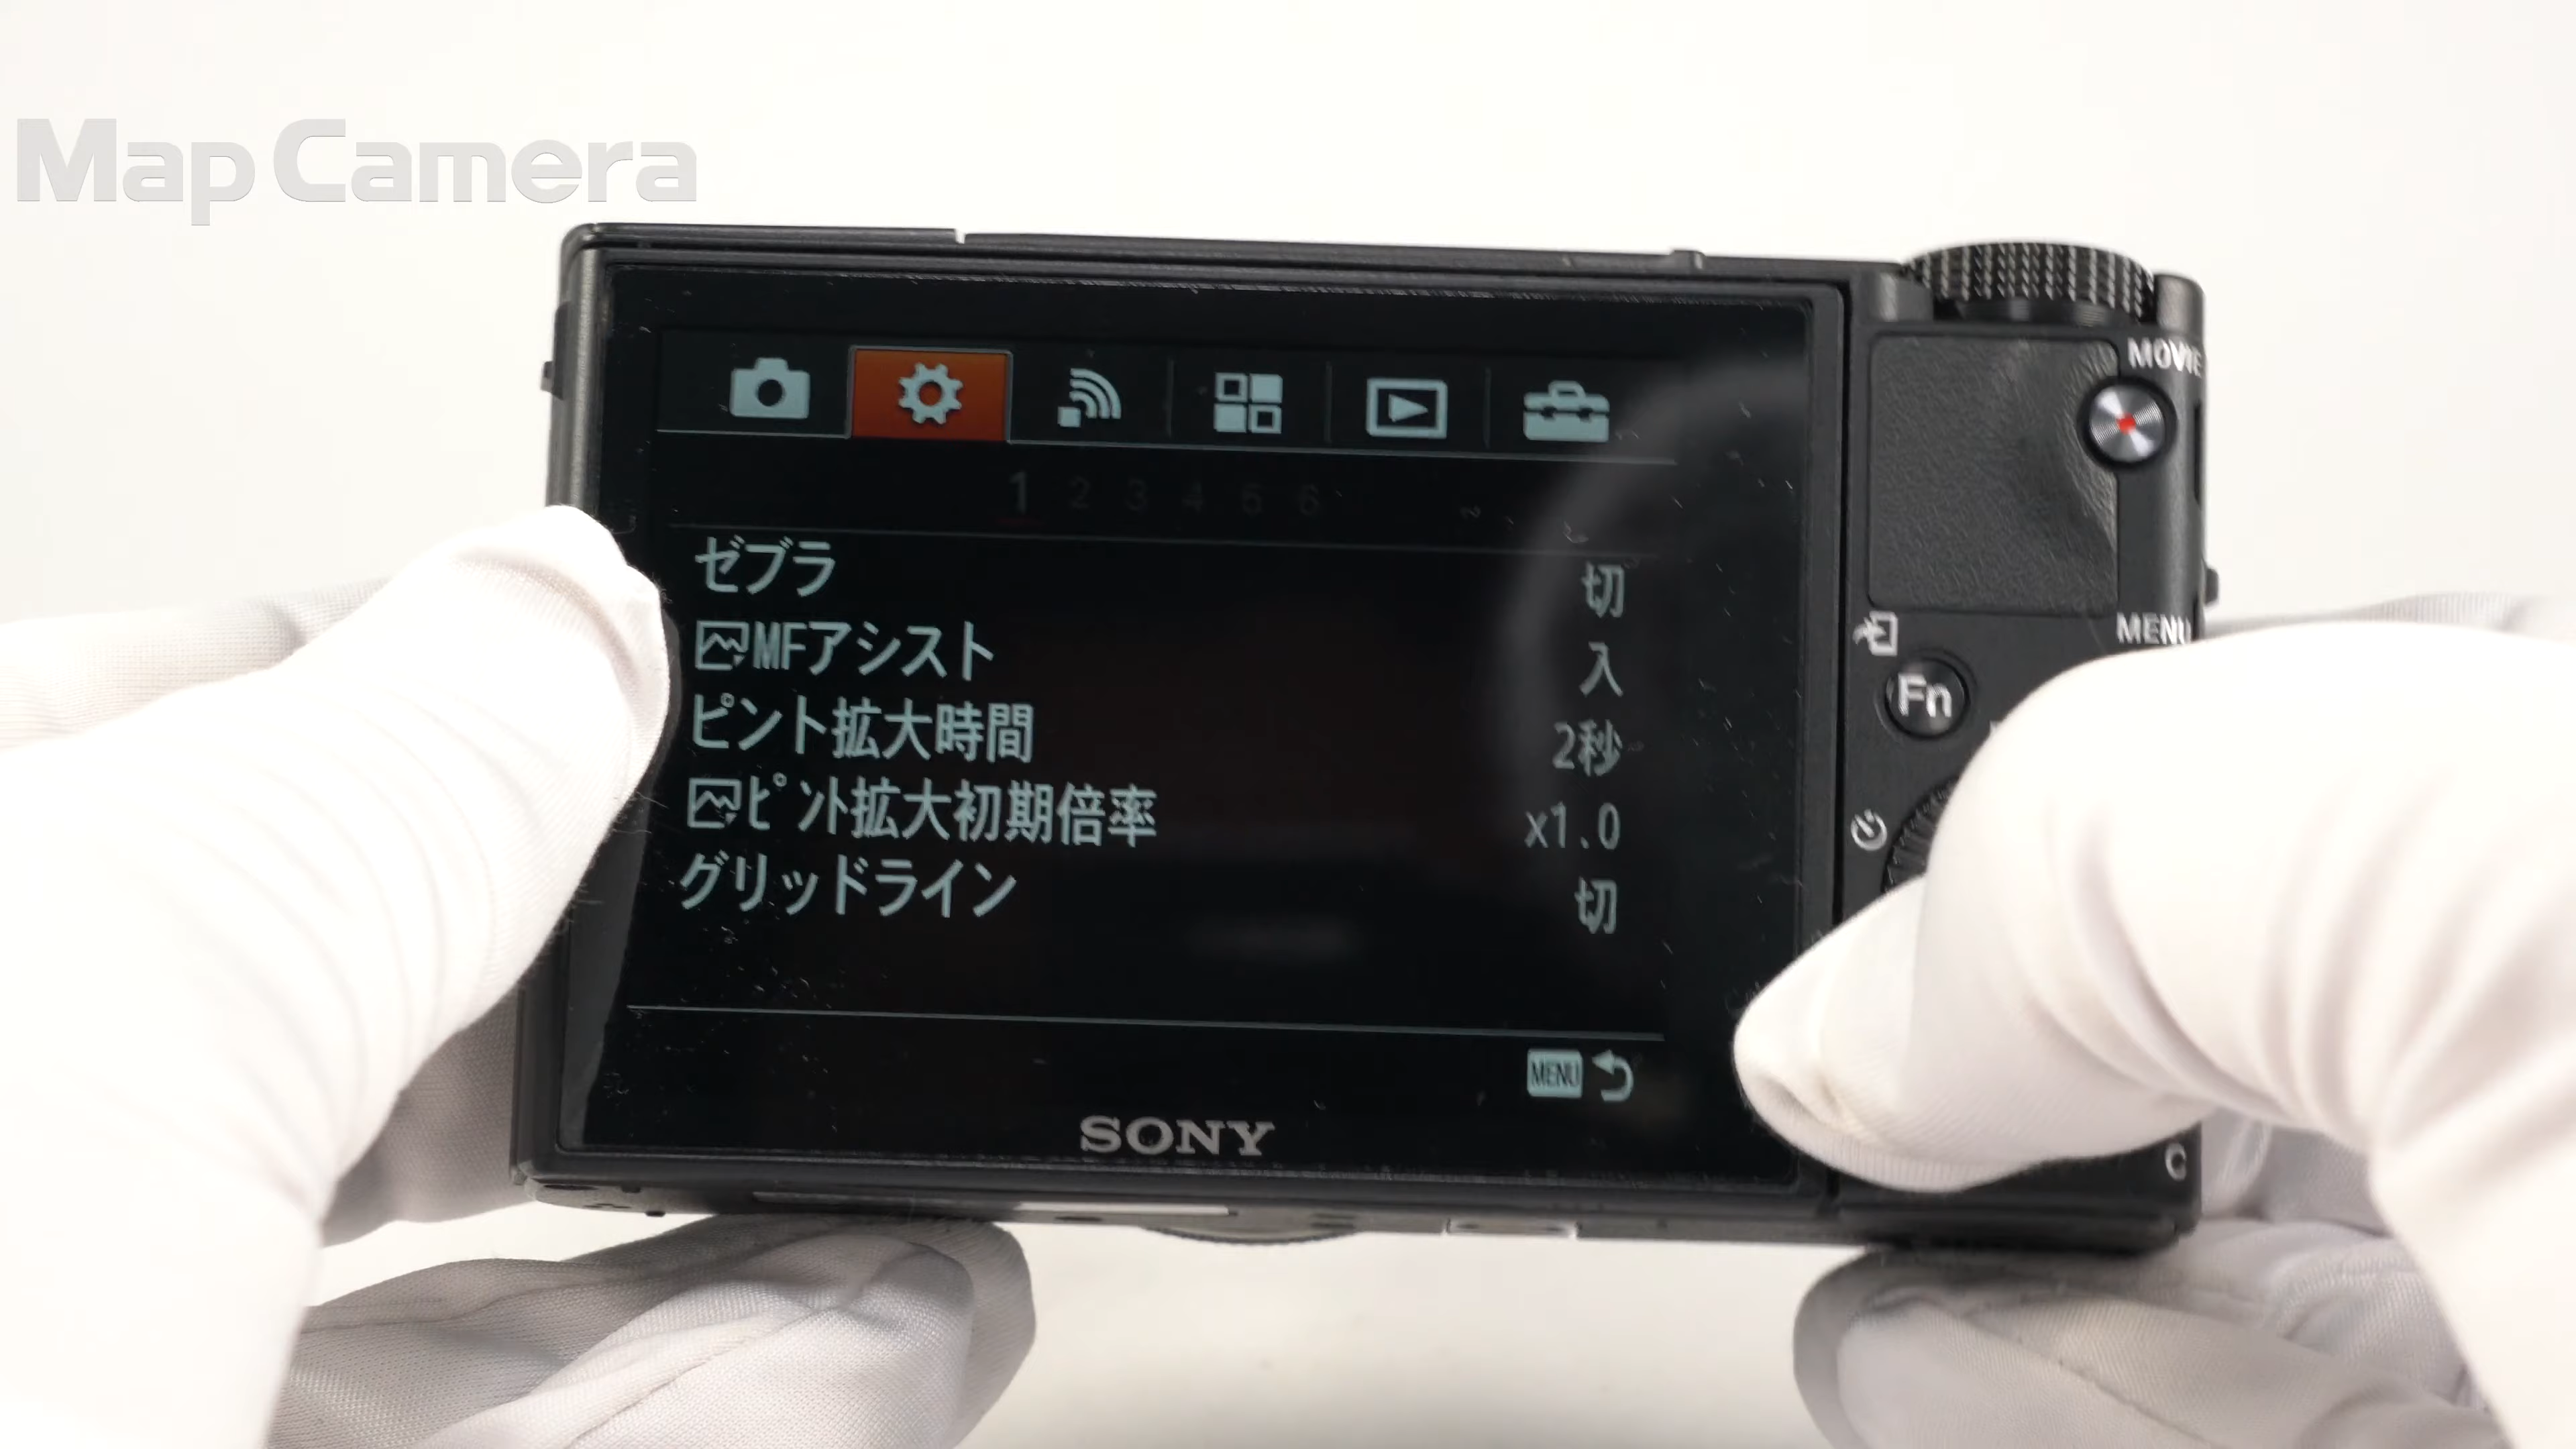 Map Camera
MOVIE
1 2 3 4 5 6
ゼブラ 切
MFアシスト 入
MENU
ピント拡大時間 2秒
Fn
ﾋﾟﾝﾄ拡大初期倍率 x1.0
グリッドライン 切
MENU
SONY
C